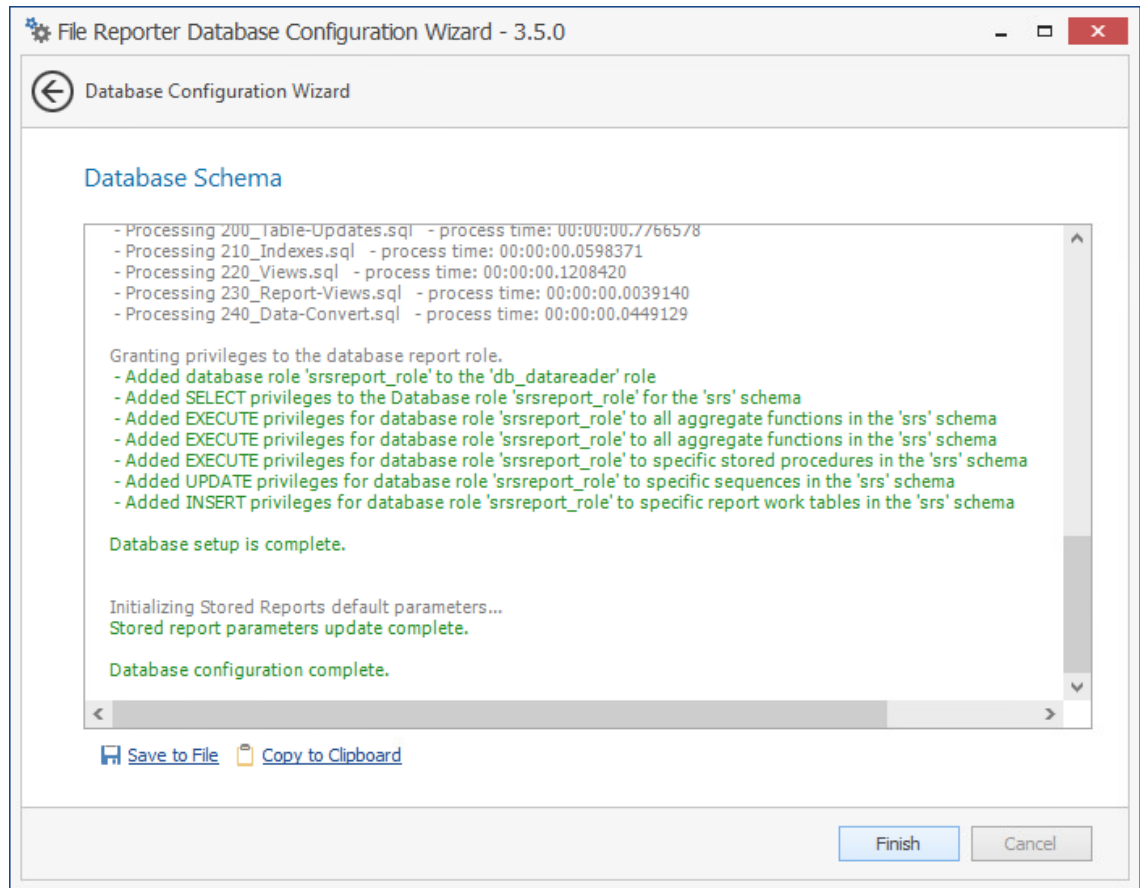 File Reporter Database Configuration Wizard - 3.5.0
Database Configuration Wizard
Database Schema
- Processing 200_Table-Updates.sql - process time: 00:00:00.7766578
- Processing 210_Indexes.sql - process time: 00:00:00.0598371
- Processing 220_Views.sql - process time: 00:00:00.1208420
- Processing 230_Report-Views.sql - process time: 00:00:00.0039140
- Processing 240_Data-Convert.sql - process time: 00:00:00.0449129
Granting privileges to the database report role.
- Added database role 'srsreport_role' to the 'db_datareader' role
- Added SELECT privileges to the Database role 'srsreport_role' for the 'srs' schema
- Added EXECUTE privileges for database role 'srsreport_role' to all aggregate functions in the 'srs' schema
- Added EXECUTE privileges for database role 'srsreport_role' to all aggregate functions in the 'srs' schema
- Added EXECUTE privileges for database role 'srsreport_role' to specific stored procedures in the 'srs' schema
- Added UPDATE privileges for database role 'srsreport_role' to specific sequences in the 'srs' schema
- Added INSERT privileges for database role 'srsreport_role' to specific report work tables in the 'srs' schema
Database setup is complete.
Initializing Stored Reports default parameters...
Stored report parameters update complete.
Database configuration complete.
Save to File Copy to Clipboard
Finish Cancel